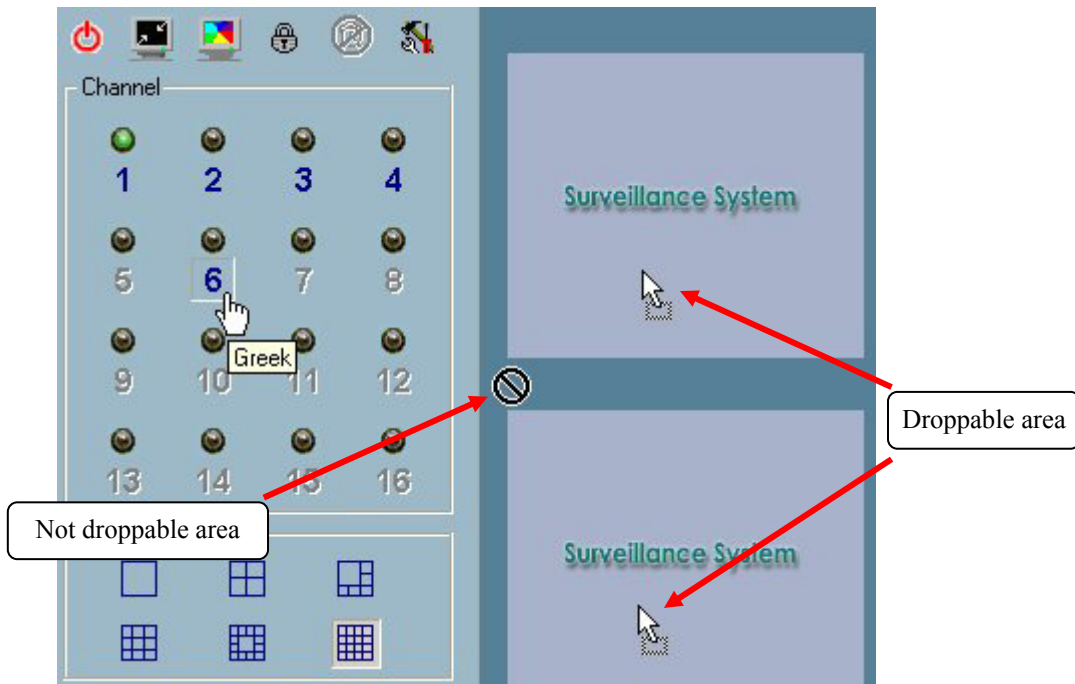 Channel
1 2 3 4
5 6 7 8
Greek
9 10 11 12
13 14 15 16
Surveillance System
Surveillance System
Droppable area
Not droppable area